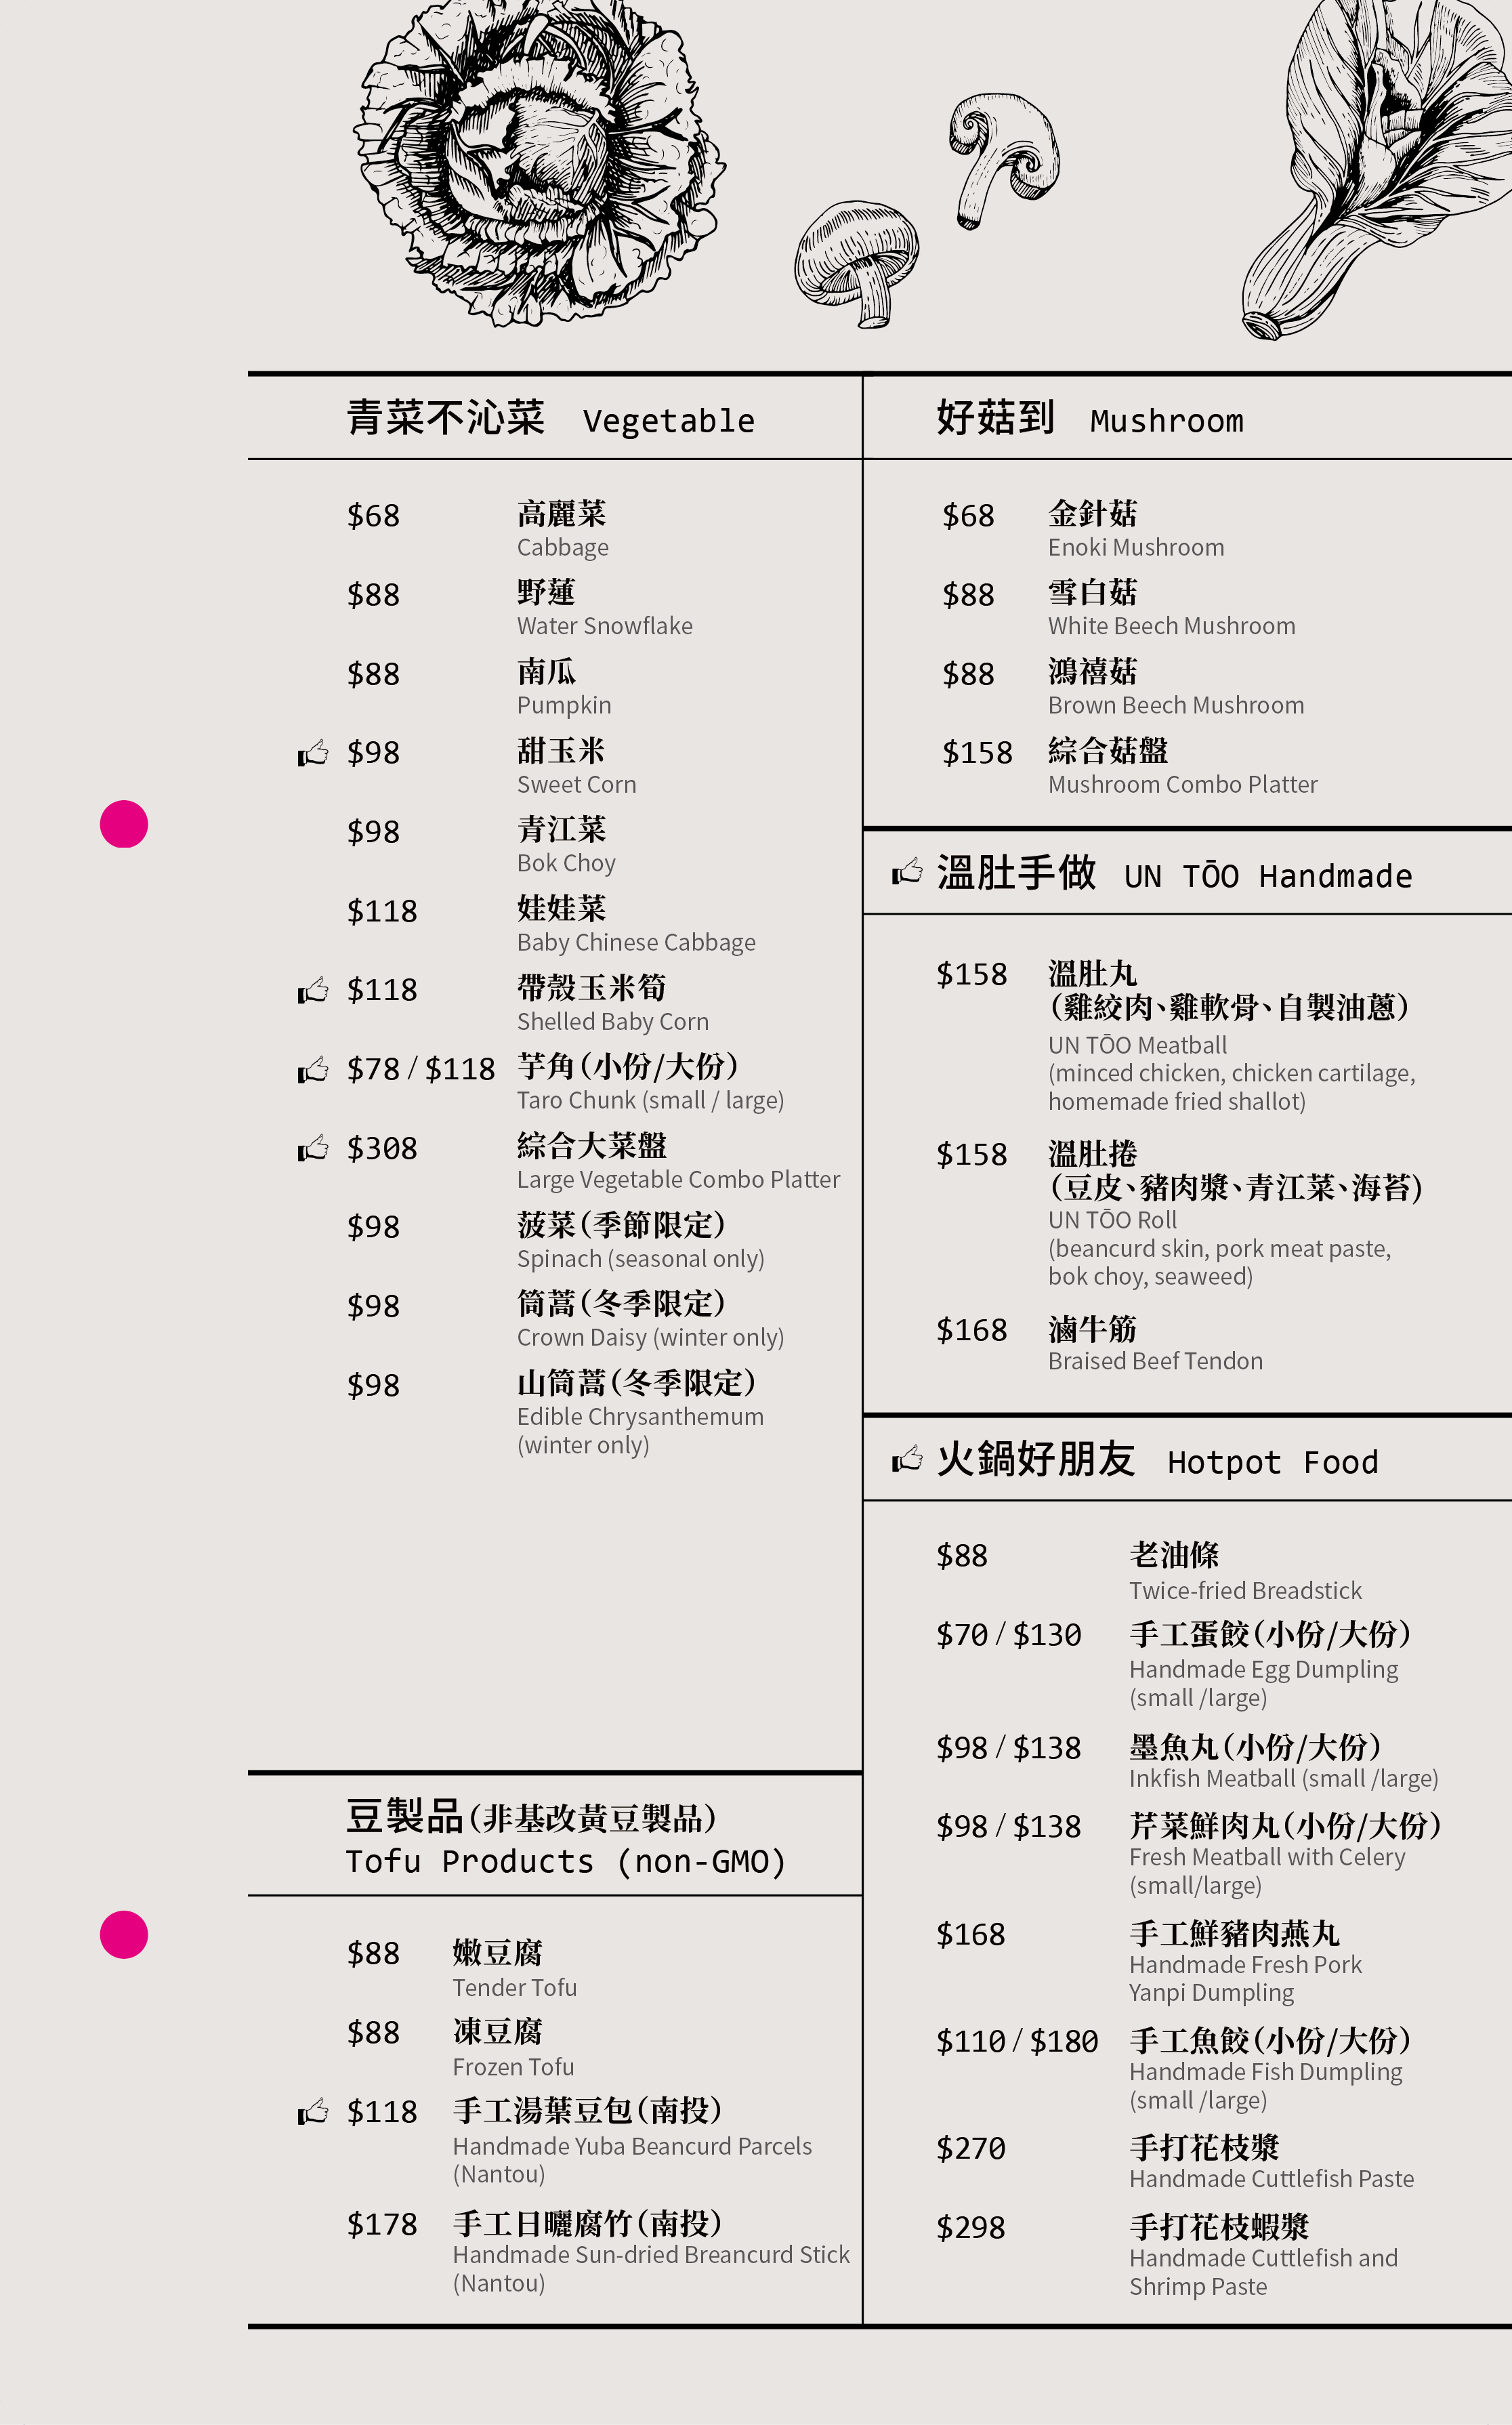 青菜不沁菜 Vegetable
$68 高麗菜
Cabbage
$88 野蓮
Water Snowflake
$88 南瓜
Pumpkin
$98 甜玉米
Sweet Corn
$98 青江菜
Bok Choy
$118 娃娃菜
Baby Chinese Cabbage
$118 帶殼玉米筍
Shelled Baby Corn
$78 / $118 芋角(小份/大份)
Taro Chunk (small / large)
$308 綜合大菜盤
Large Vegetable Combo Platter
$98 菠菜(季節限定)
Spinach (seasonal only)
$98 筒蒿(冬季限定)
Crown Daisy (winter only)
$98 山筒蒿(冬季限定)
Edible Chrysanthemum
(winter only)
豆製品(非基改黃豆製品)
Tofu Products (non-GMO)
$88 嫩豆腐
Tender Tofu
$88 凍豆腐
Frozen Tofu
$118 手工湯葉豆包(南投)
Handmade Yuba Beancurd Parcels
(Nantou)
$178 手工日曬腐竹(南投)
Handmade Sun-dried Breancurd Stick
(Nantou)
好菇到 Mushroom
$68 金針菇
Enoki Mushroom
$88 雪白菇
White Beech Mushroom
$88 鴻禧菇
Brown Beech Mushroom
$158 綜合菇盤
Mushroom Combo Platter
溫肚手做 UN TŌO Handmade
$158 溫肚丸
(雞絞肉、雞軟骨、自製油蔥)
UN TŌO Meatball
(minced chicken, chicken cartilage,
homemade fried shallot)
$158 溫肚捲
(豆皮、豬肉漿、青江菜、海苔)
UN TŌO Roll
(beancurd skin, pork meat paste,
bok choy, seaweed)
$168 滷牛筋
Braised Beef Tendon
火鍋好朋友 Hotpot Food
$88 老油條
Twice-fried Breadstick
$70 / $130 手工蛋餃(小份/大份)
Handmade Egg Dumpling
(small /large)
$98 / $138 墨魚丸(小份/大份)
Inkfish Meatball (small /large)
$98 / $138 芹菜鮮肉丸(小份/大份)
Fresh Meatball with Celery
(small/large)
$168 手工鮮豬肉燕丸
Handmade Fresh Pork
Yanpi Dumpling
$110 / $180 手工魚餃(小份/大份)
Handmade Fish Dumpling
(small /large)
$270 手打花枝漿
Handmade Cuttlefish Paste
$298 手打花枝蝦漿
Handmade Cuttlefish and
Shrimp Paste